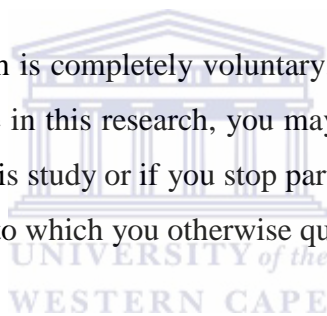 n is completely voluntary
in this research, you may
is study or if you stop par
to which you otherwise qu
UNIVERSITY of the
WESTERN CAPE